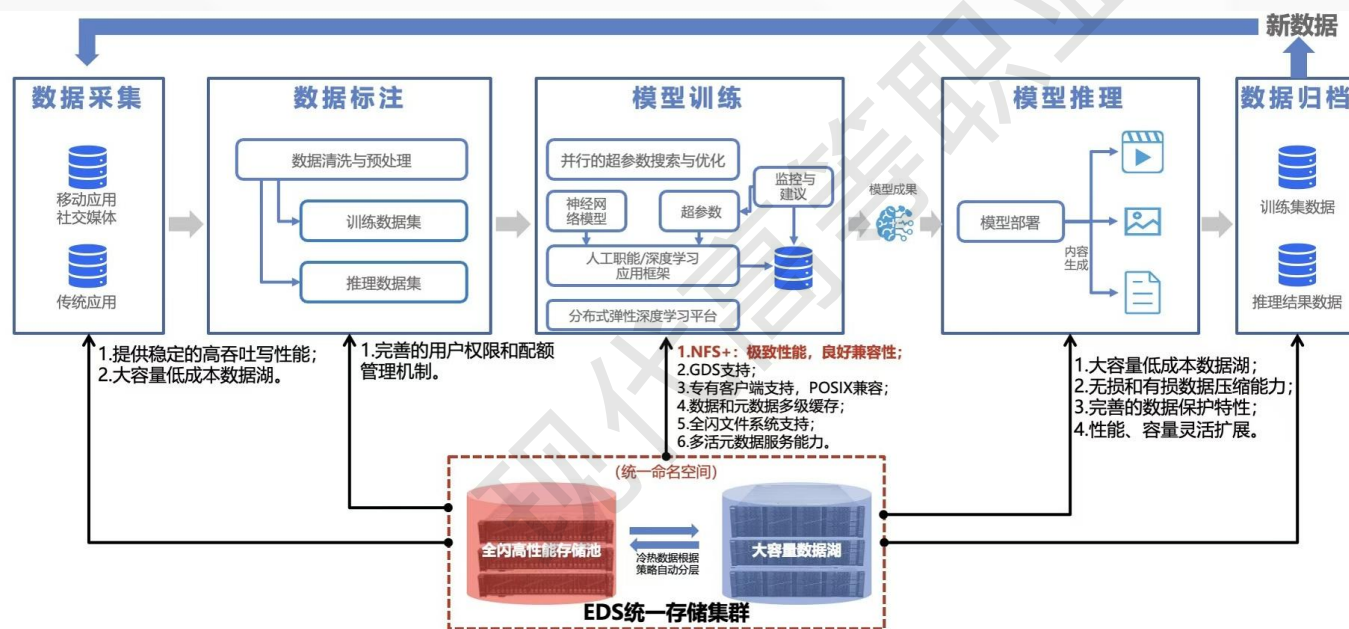 新数据
数据采集
移动应用
社交媒体
传统应用
数据标注
数据清洗与预处理
训练数据集
推理数据集
模型训练
并行的超参数搜索与优化
监控与
建议
神经网
络模型
超参数
人工职能/深度学习
应用框架
分布式弹性深度学习平台
模型成果
模型推理
模型部署
内容
生成
数据归档
训练集数据
推理结果数据
1.提供稳定的高吞吐写性能;
2.大容量低成本数据湖。
1.完善的用户权限和配额
管理机制。
1.NFS+: 极致性能，良好兼容性;
2.GDS支持;
3.专有客户端支持，POSIX兼容;
4.数据和元数据多级缓存;
5.全闪文件系统支持;
6.多活元数据服务能力。
1.大容量低成本数据湖;
2.无损和有损数据压缩能力;
3.完善的数据保护特性;
4.性能、容量灵活扩展。
(统一命名空间)
全闪高性能存储池
冷热数据根据
策略自动分层
大容量数据湖
EDS统一存储集群
现代高等职业